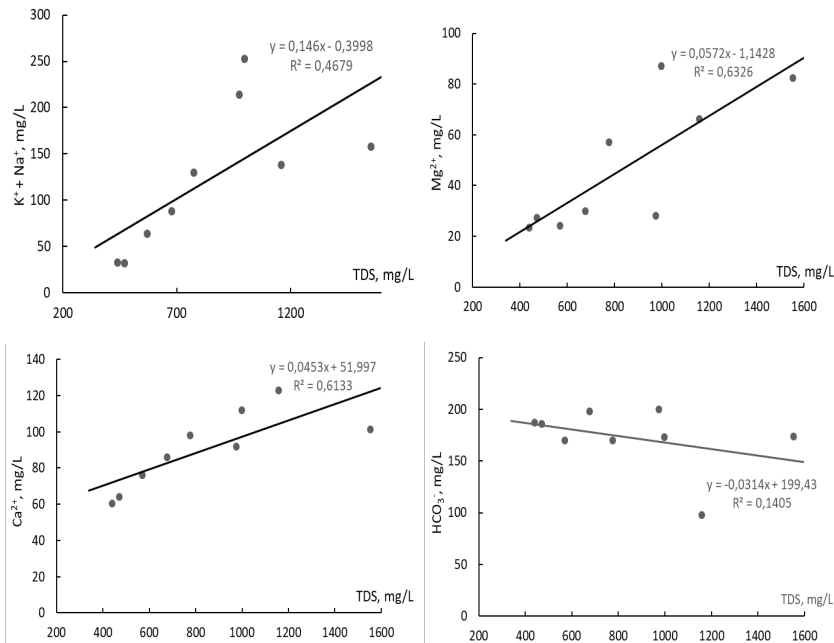 300
250
200
150
100
50
0
K⁺ + Na⁺, mg/L
y = 0,146x - 0,3998
R² = 0,4679
TDS, mg/L
200 700 1200
100
80
60
40
20
0
Mg²⁺, mg/L
y = 0,0572x - 1,1428
R² = 0,6326
TDS, mg/L
200 400 600 800 1000 1200 1400 1600
140
120
100
80
60
40
20
0
Ca²⁺, mg/L
y = 0,0453x + 51,997
R² = 0,6133
TDS, mg/L
200 400 600 800 1000 1200 1400 1600
250
200
150
100
50
0
HCO₃⁻, mg/L
y = -0,0314x + 199,43
R² = 0,1405
TDS, mg/L
200 400 600 800 1000 1200 1400 1600